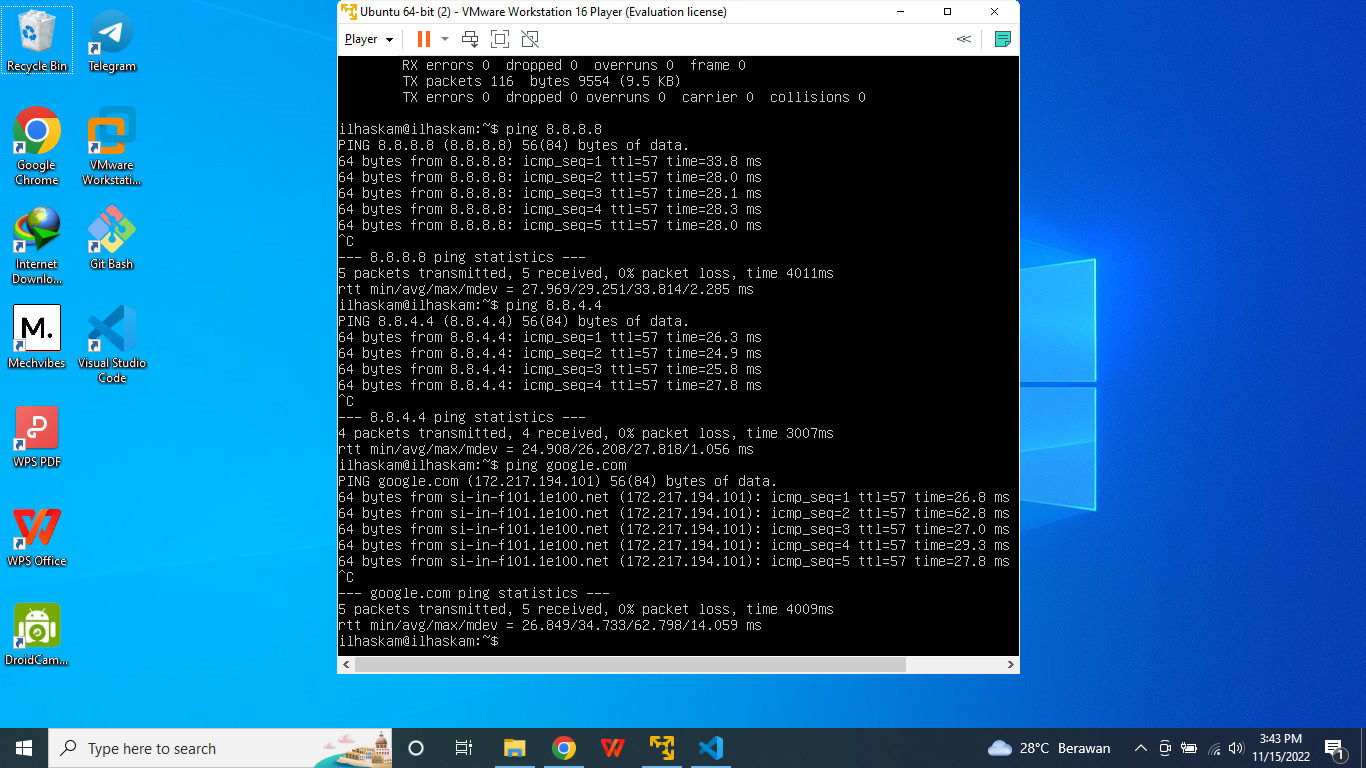 Ubuntu 64-bit (2) - VMware Workstation 16 Player (Evaluation license)
Player
RX errors 0  dropped 0  overruns 0  frame 0
TX packets 116  bytes 9554 (9.5 KB)
TX errors 0  dropped 0 overruns 0  carrier 0  collisions 0
ilhaskam@ilhaskam:~$ ping 8.8.8.8
PING 8.8.8.8 (8.8.8.8) 56(84) bytes of data.
64 bytes from 8.8.8.8: icmp_seq=1 ttl=57 time=33.8 ms
64 bytes from 8.8.8.8: icmp_seq=2 ttl=57 time=28.0 ms
64 bytes from 8.8.8.8: icmp_seq=3 ttl=57 time=28.1 ms
64 bytes from 8.8.8.8: icmp_seq=4 ttl=57 time=28.3 ms
64 bytes from 8.8.8.8: icmp_seq=5 ttl=57 time=28.0 ms
^C
--- 8.8.8.8 ping statistics ---
5 packets transmitted, 5 received, 0% packet loss, time 4011ms
rtt min/avg/max/mdev = 27.969/29.251/33.814/2.285 ms
ilhaskam@ilhaskam:~$ ping 8.8.4.4
PING 8.8.4.4 (8.8.4.4) 56(84) bytes of data.
64 bytes from 8.8.4.4: icmp_seq=1 ttl=57 time=26.3 ms
64 bytes from 8.8.4.4: icmp_seq=2 ttl=57 time=24.9 ms
64 bytes from 8.8.4.4: icmp_seq=3 ttl=57 time=25.8 ms
64 bytes from 8.8.4.4: icmp_seq=4 ttl=57 time=27.8 ms
^C
--- 8.8.4.4 ping statistics ---
4 packets transmitted, 4 received, 0% packet loss, time 3007ms
rtt min/avg/max/mdev = 24.908/26.208/27.818/1.056 ms
ilhaskam@ilhaskam:~$ ping google.com
PING google.com (172.217.194.101) 56(84) bytes of data.
64 bytes from si-in-f101.1e100.net (172.217.194.101): icmp_seq=1 ttl=57 time=26.8 ms
64 bytes from si-in-f101.1e100.net (172.217.194.101): icmp_seq=2 ttl=57 time=62.8 ms
64 bytes from si-in-f101.1e100.net (172.217.194.101): icmp_seq=3 ttl=57 time=27.0 ms
64 bytes from si-in-f101.1e100.net (172.217.194.101): icmp_seq=4 ttl=57 time=29.3 ms
64 bytes from si-in-f101.1e100.net (172.217.194.101): icmp_seq=5 ttl=57 time=27.8 ms
^C
--- google.com ping statistics ---
5 packets transmitted, 5 received, 0% packet loss, time 4009ms
rtt min/avg/max/mdev = 26.849/34.733/62.798/14.059 ms
ilhaskam@ilhaskam:~$
Recycle Bin
Telegram
Google
Chrome
VMware
Workstati...
Internet
Downlo...
Git Bash
M.
Mechvibes
Visual Studio
Code
WPS PDF
WPS Office
DroidCam...
Type here to search
28°C Berawan
3:43 PM
11/15/2022
1